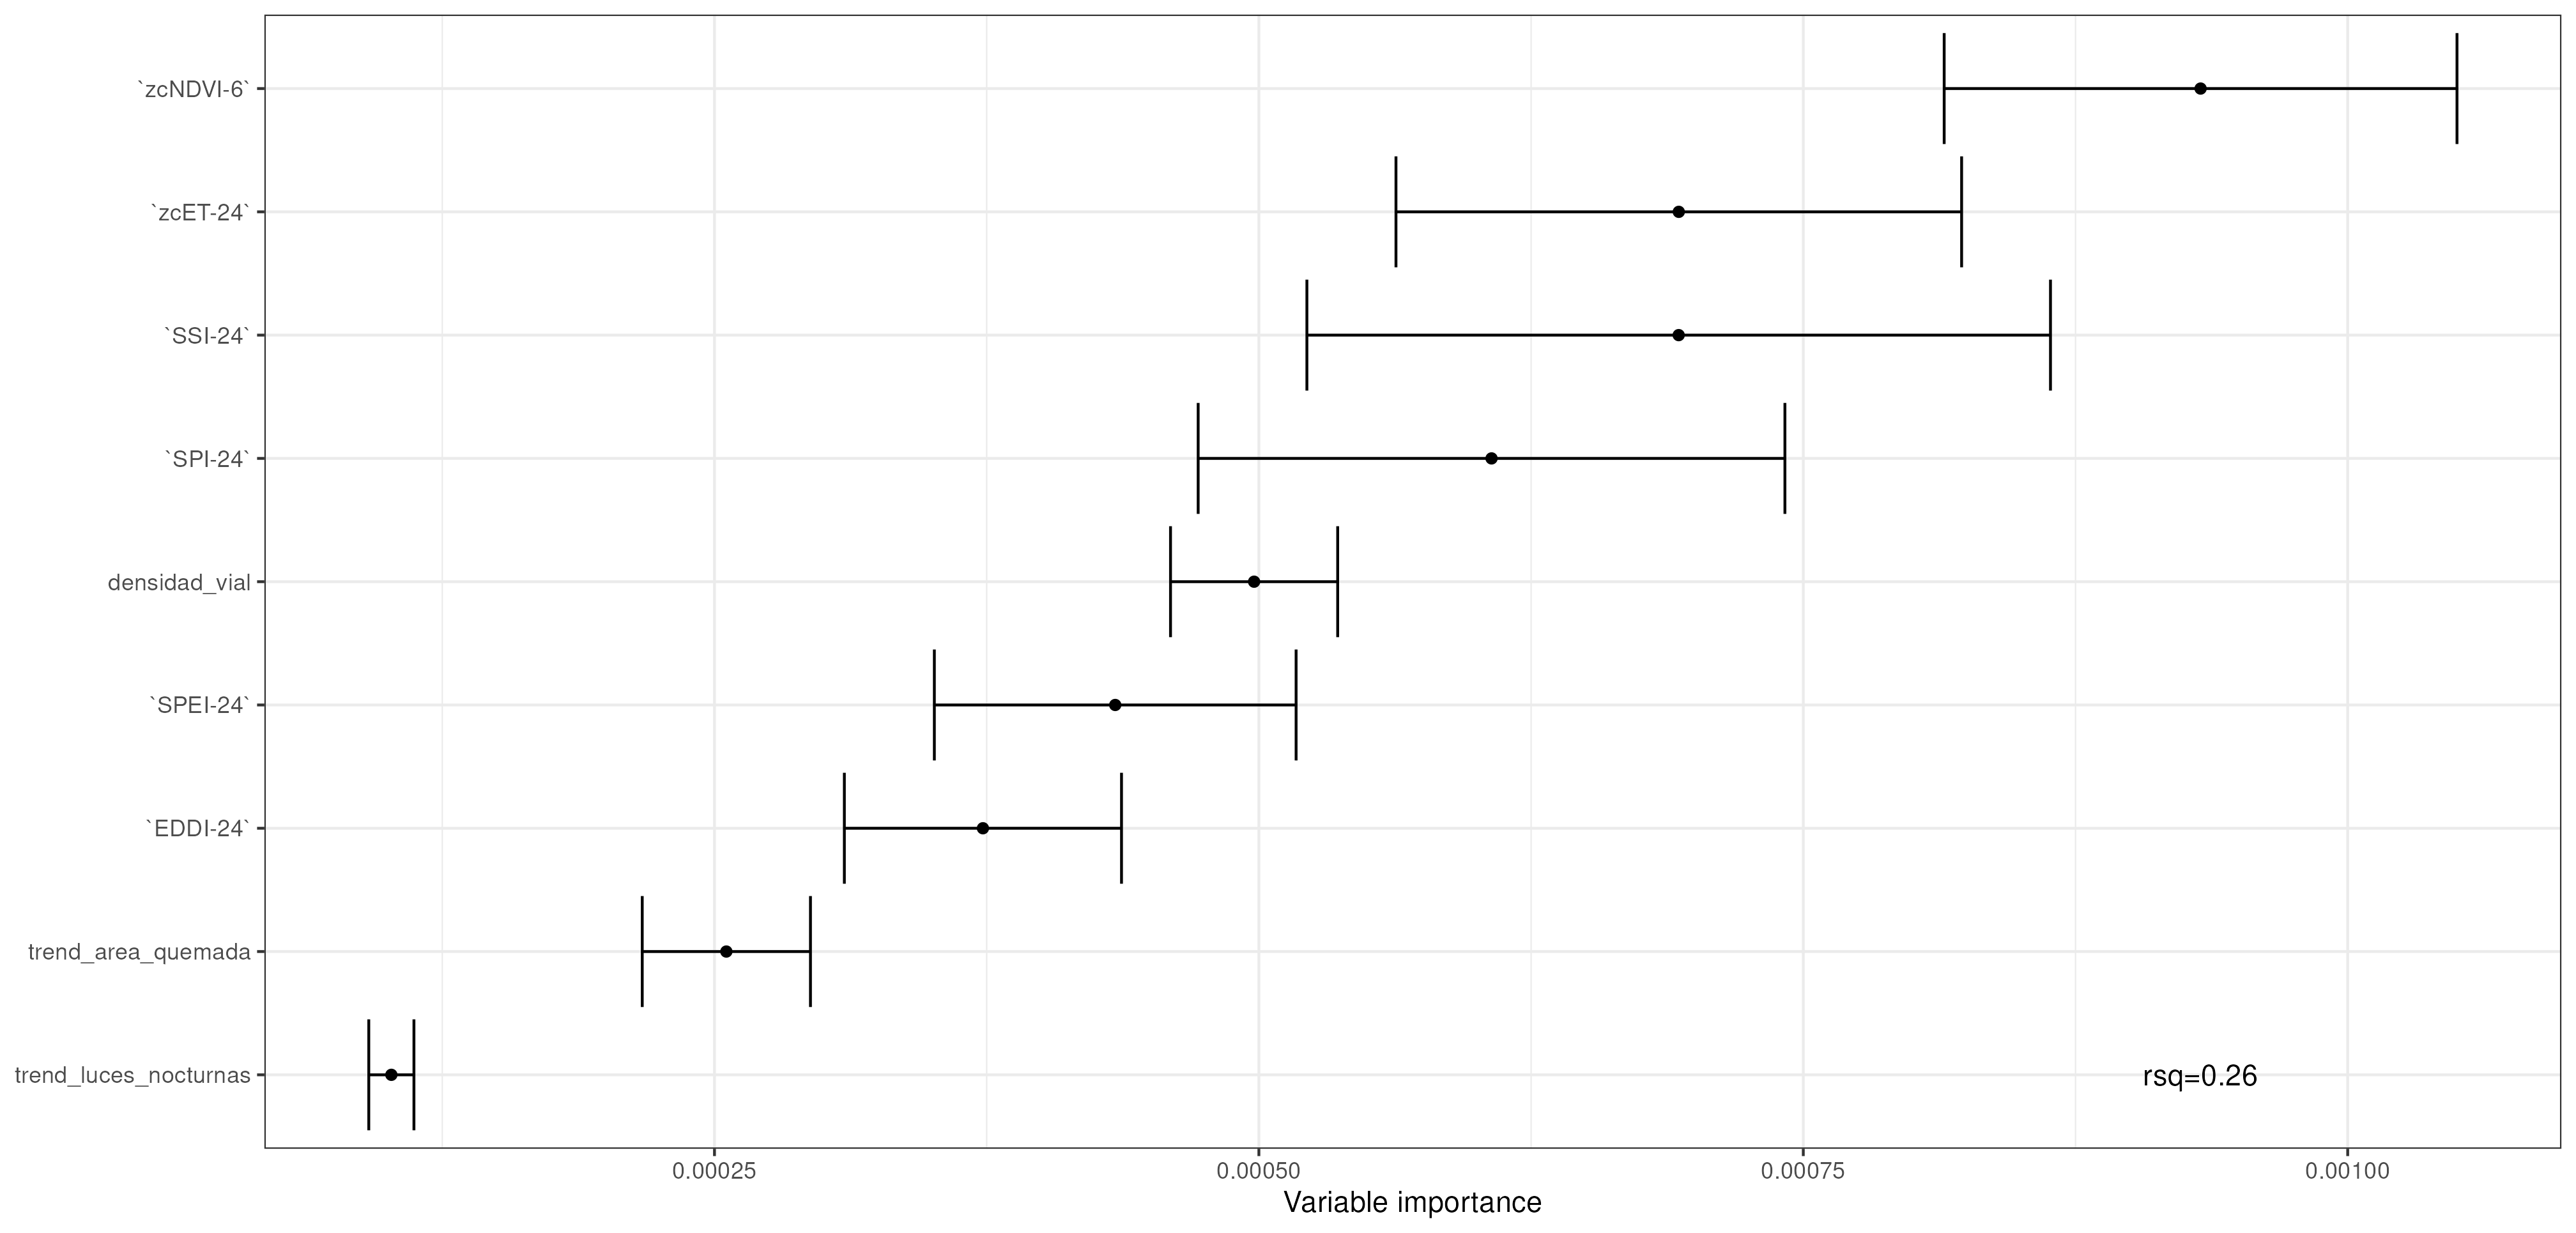 `zcNDVI-6`
`zcET-24`
`SSI-24`
`SPI-24`
densidad_vial
`SPEI-24`
`EDDI-24`
trend_area_quemada
trend_luces_nocturnas
rsq=0.26
0.00025 0.00050 0.00075 0.00100
Variable importance